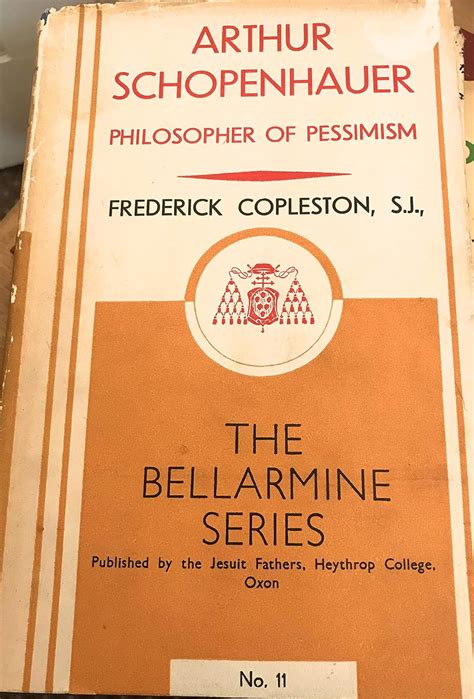 ARTHUR
SCHOPENHAUER
PHILOSOPHER OF PESSIMISM
FREDERICK COPLESTON, S.J.,
THE
BELLARMINE
SERIES
Published by the Jesuit Fathers, Heythrop College,
Oxon
No. 11